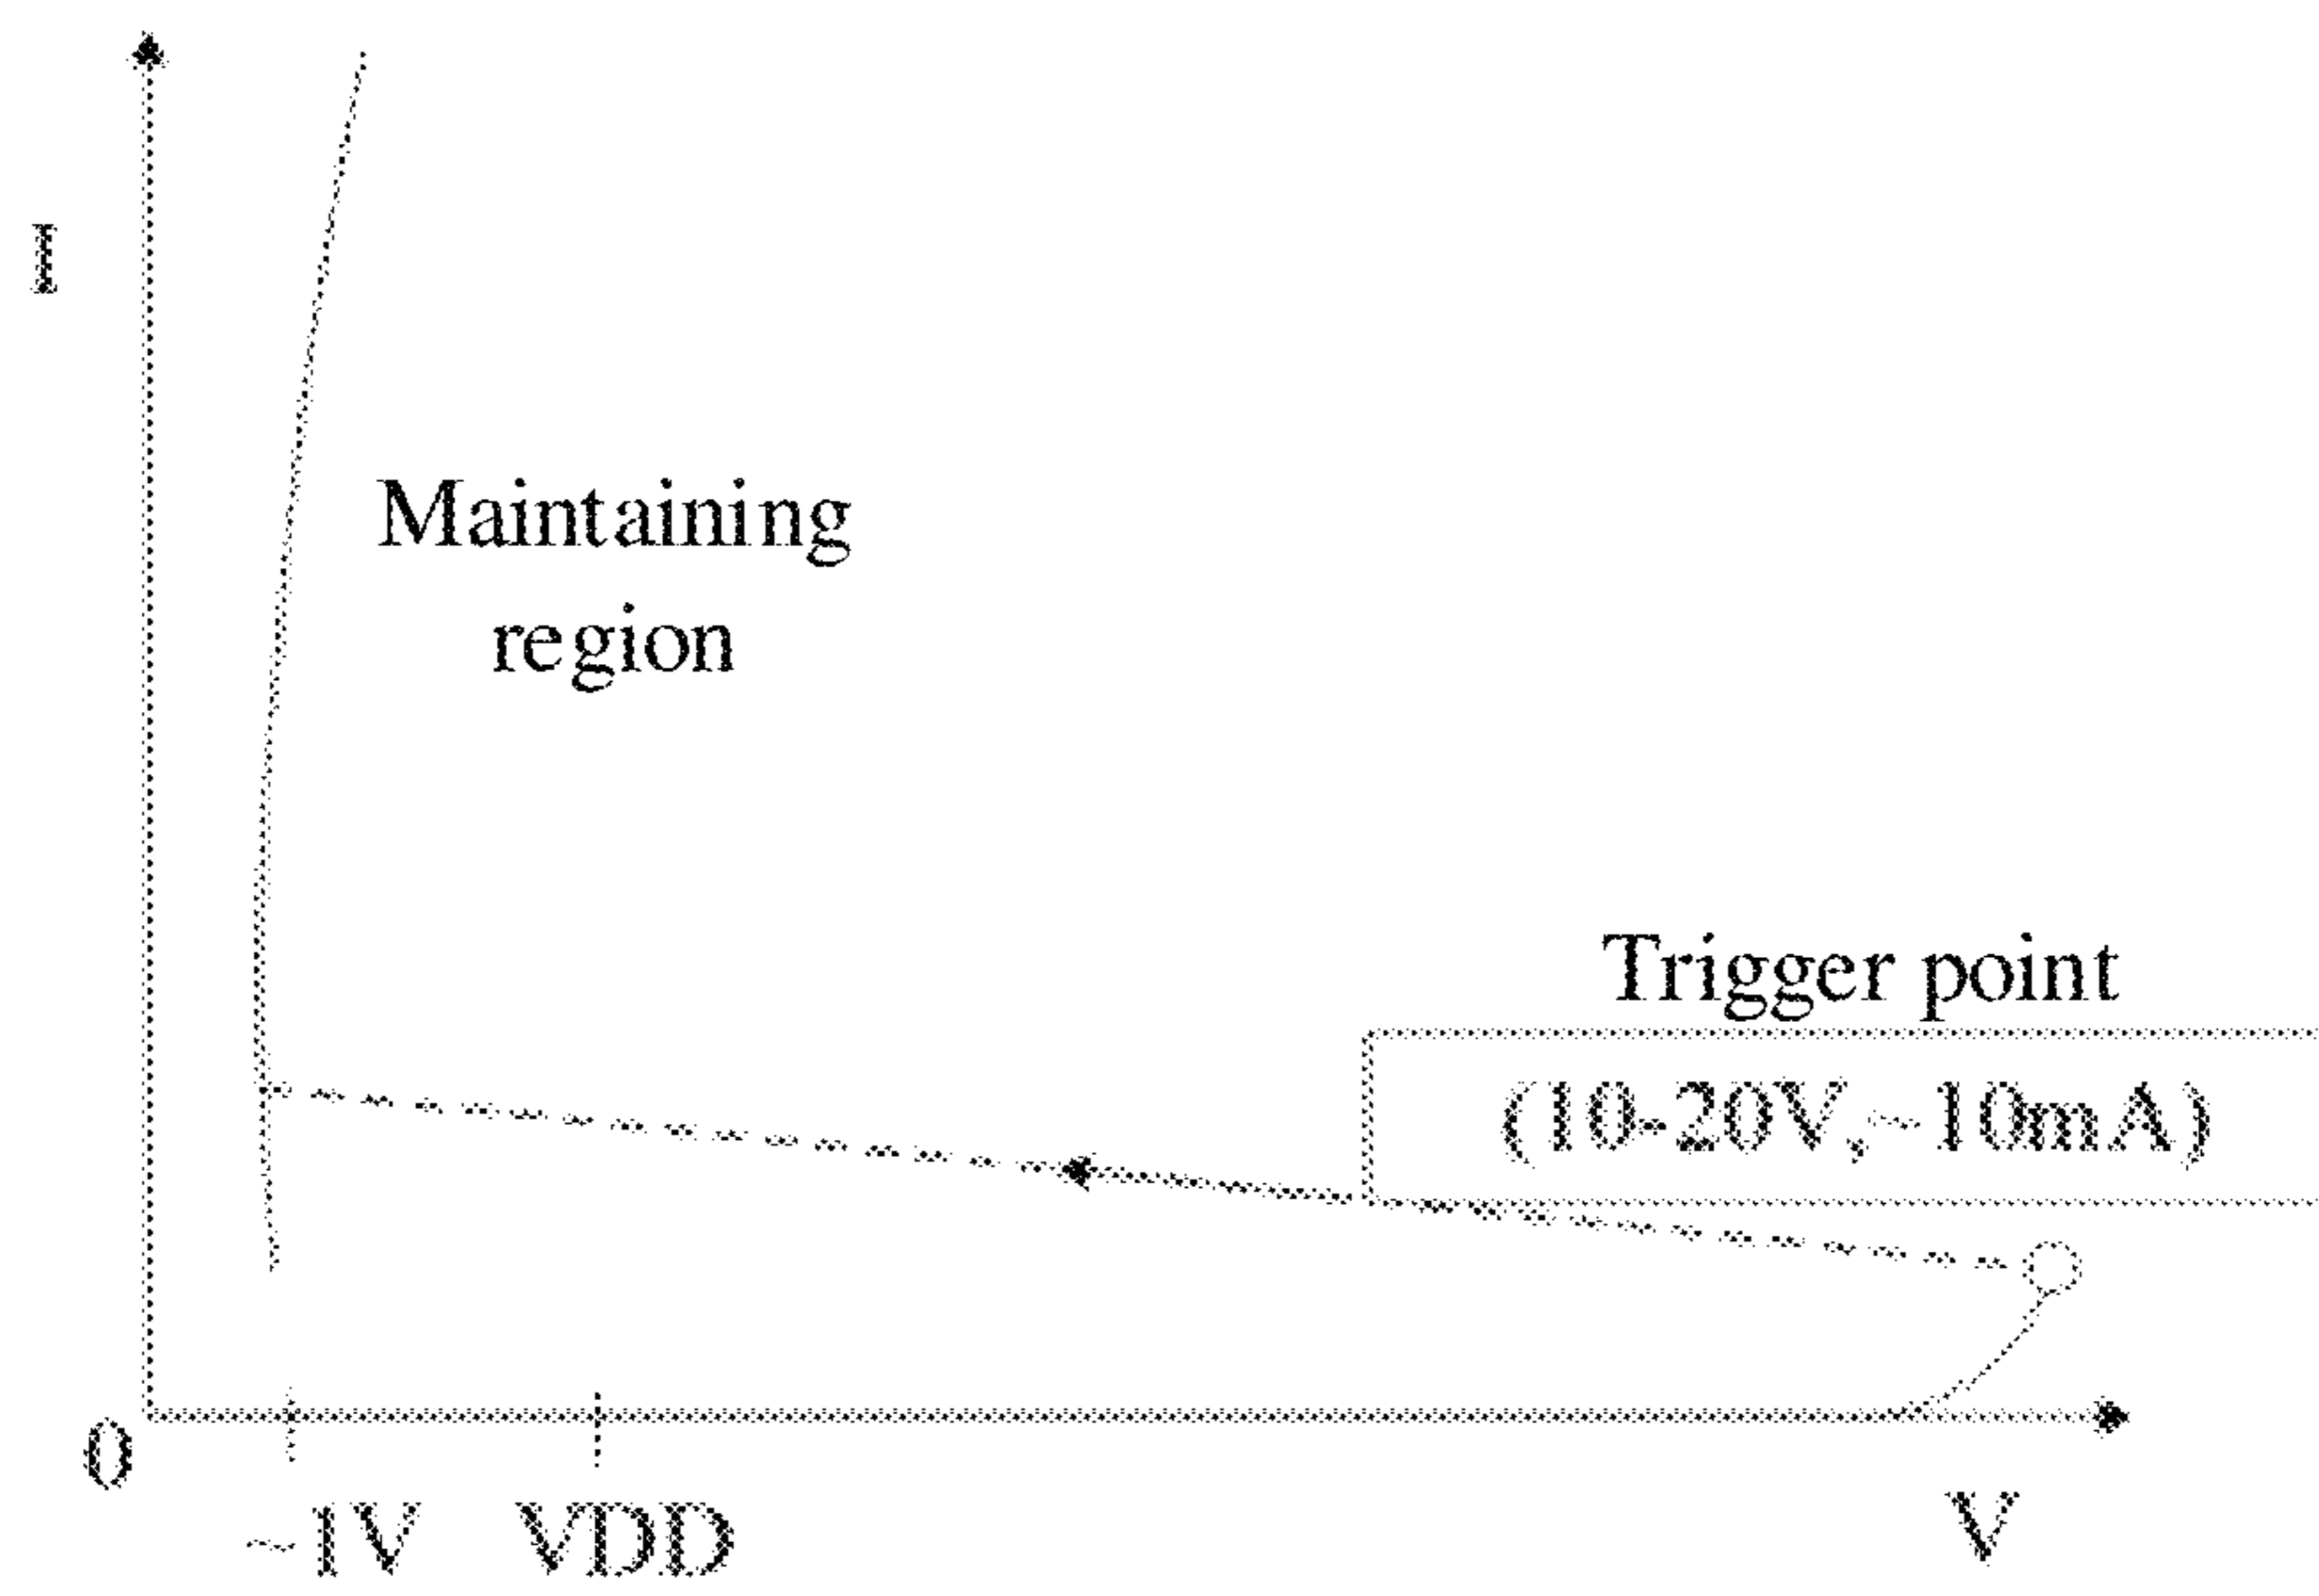 I
Maintaining
region
Trigger point
(10-20V,~10mA)
0
~1V
VDD
V